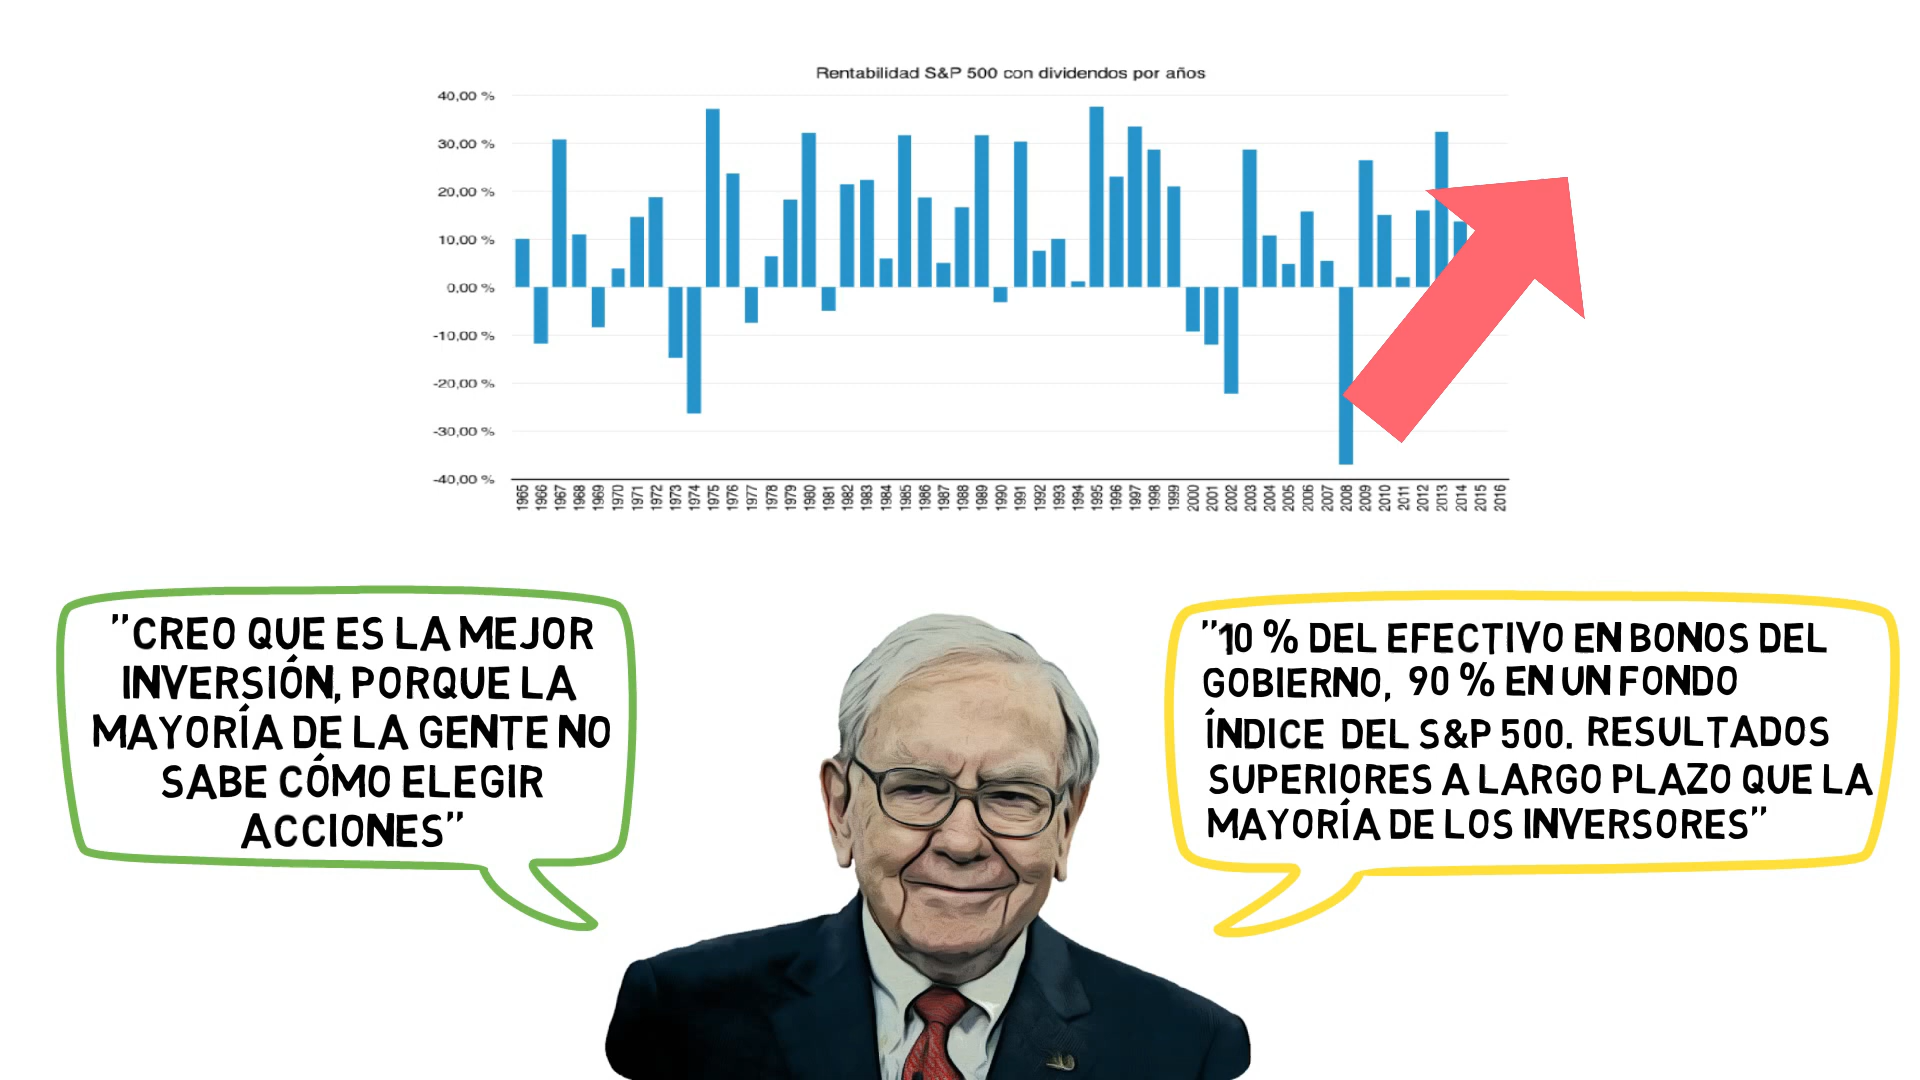 Rentabilidad S&P 500 con dividendos por años
40,00 %
30,00 %
20,00 %
10,00 %
0,00 %
-10,00 %
-20,00 %
-30,00 %
-40,00 %
1965 1966 1967 1968 1969 1970 1971 1972 1973 1974 1975 1976 1977 1978 1979 1980 1981 1982 1983 1984 1985 1986 1987 1988 1989 1990 1991 1992 1993 1994 1995 1996 1997 1998 1999 2000 2001 2002 2003 2004 2005 2006 2007 2008 2009 2010 2011 2012 2013 2014 2015 2016
"CREO QUE ES LA MEJOR
INVERSIÓN, PORQUE LA
MAYORÍA DE LA GENTE NO
SABE CÓMO ELEGIR
ACCIONES"
"10 % DEL EFECTIVO EN BONOS DEL
GOBIERNO, 90 % EN UN FONDO
ÍNDICE DEL S&P 500. RESULTADOS
SUPERIORES A LARGO PLAZO QUE LA
MAYORÍA DE LOS INVERSORES"